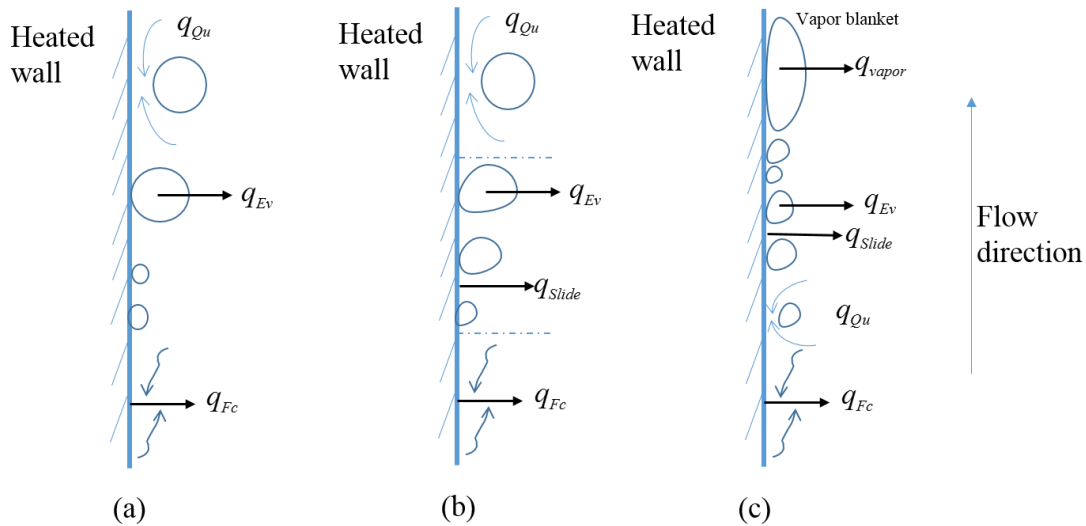 Heated
wall
q_Qu
q_Ev
q_Fc
(a)
Heated
wall
q_Qu
q_Ev
q_Slide
q_Fc
(b)
Heated
wall
Vapor blanket
q_vapor
q_Ev
q_Slide
q_Qu
q_Fc
(c)
Flow
direction